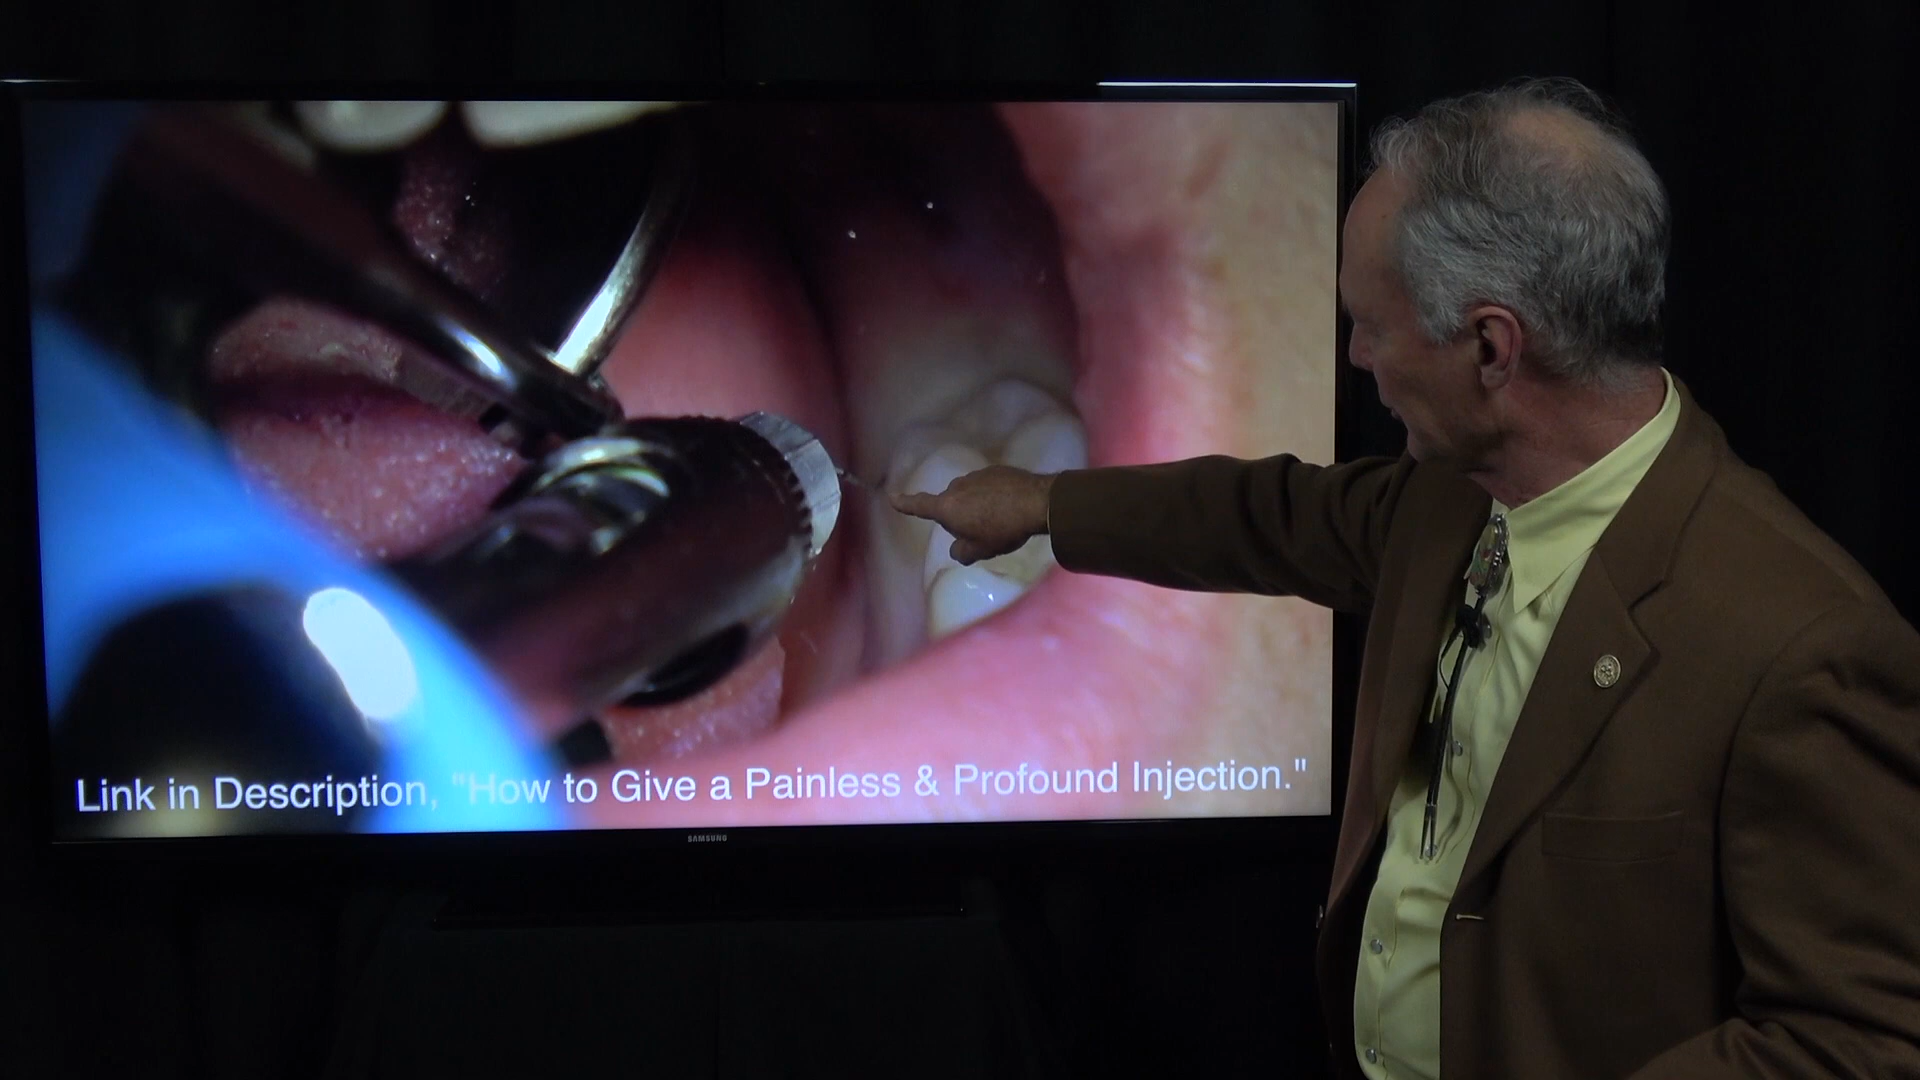 Link in Description, "How to Give a Painless & Profound Injection."
SAMSUNG